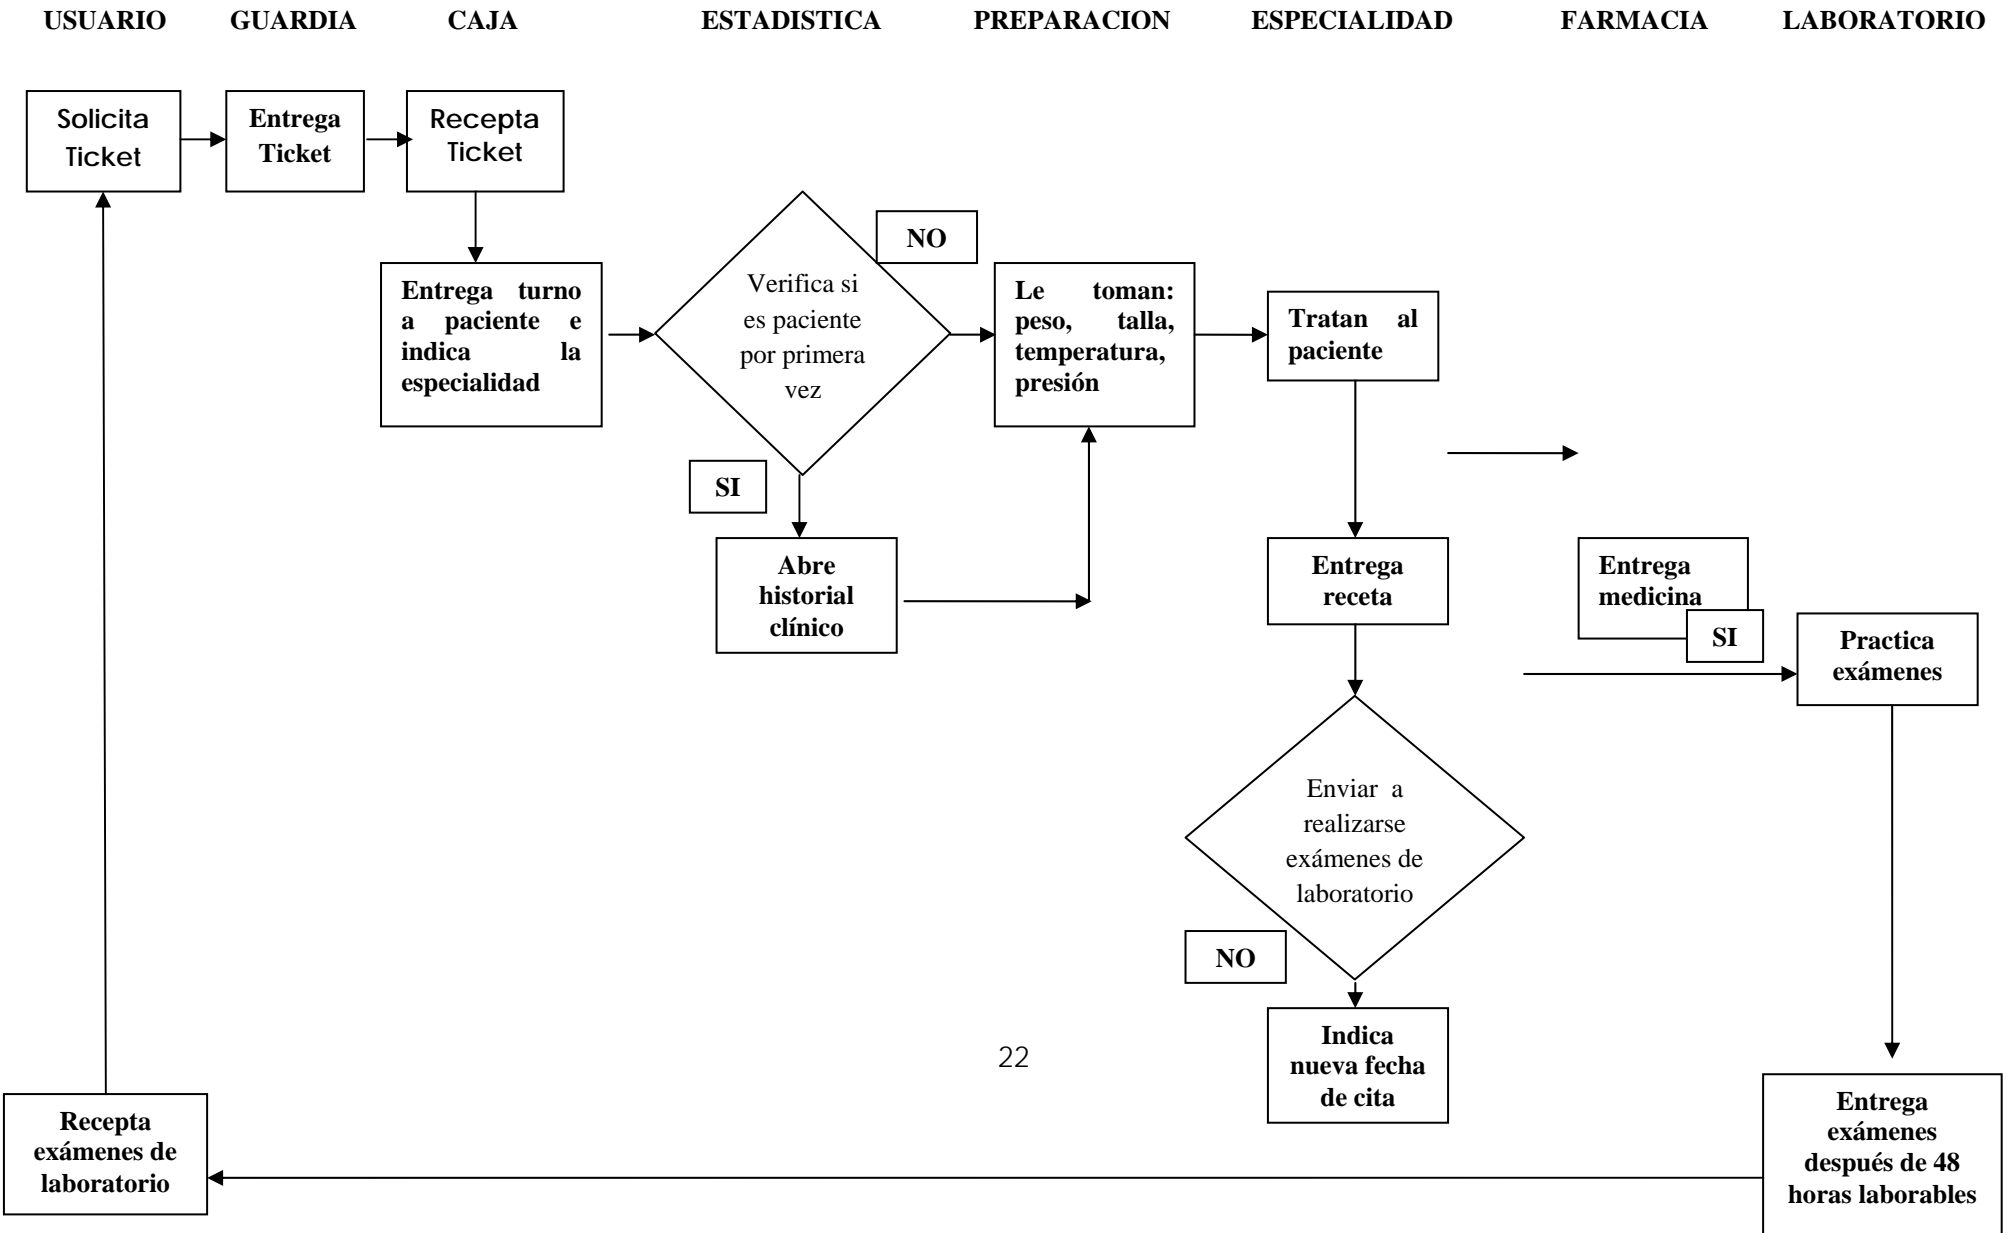 USUARIO GUARDIA CAJA ESTADISTICA PREPARACION ESPECIALIDAD FARMACIA LABORATORIO
Solicita
Ticket
Entrega
Ticket
Recepta
Ticket
Entrega turno
a paciente e
indica la
especialidad
Verifica si
es paciente
por primera
vez
NO
SI
Abre
historial
clínico
Le toman:
peso, talla,
temperatura,
presión
Tratan al
paciente
Entrega
receta
Entrega
medicina
SI
Practica
exámenes
Enviar a
realizarse
exámenes de
laboratorio
NO
Indica
nueva fecha
de cita
Entrega
exámenes
después de 48
horas laborables
Recepta
exámenes de
laboratorio
22